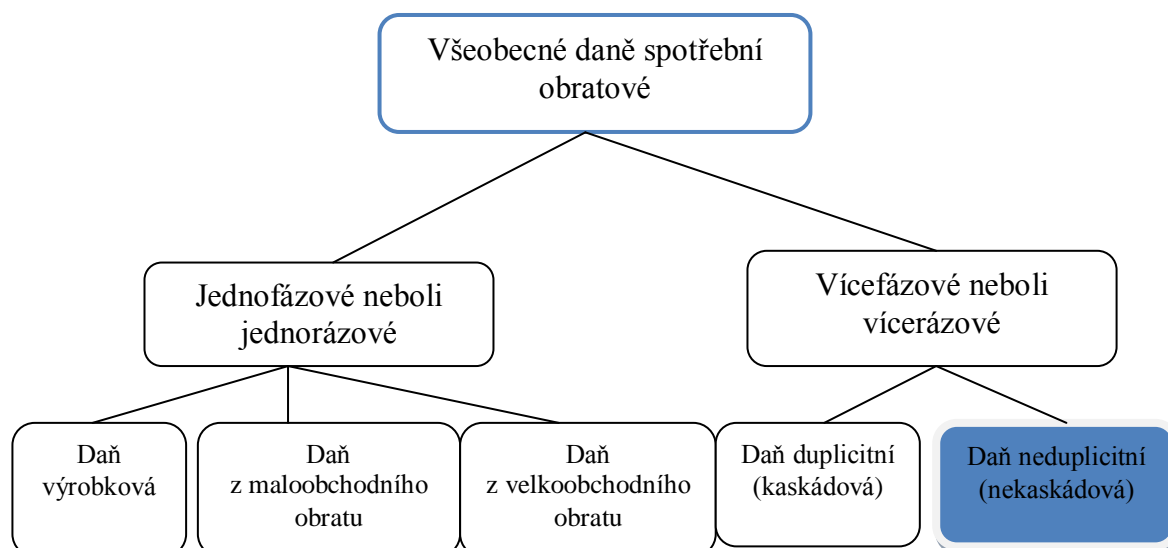 Všeobecné daně spotřební
obratové
Jednofázové neboli
jednorázové
Vícefázové neboli
vícerázové
Daň
výrobková
Daň
z maloobchodního
obratu
Daň
z velkoobchodního
obratu
Daň duplicitní
(kaskádová)
Daň neduplicitní
(nekaskádová)